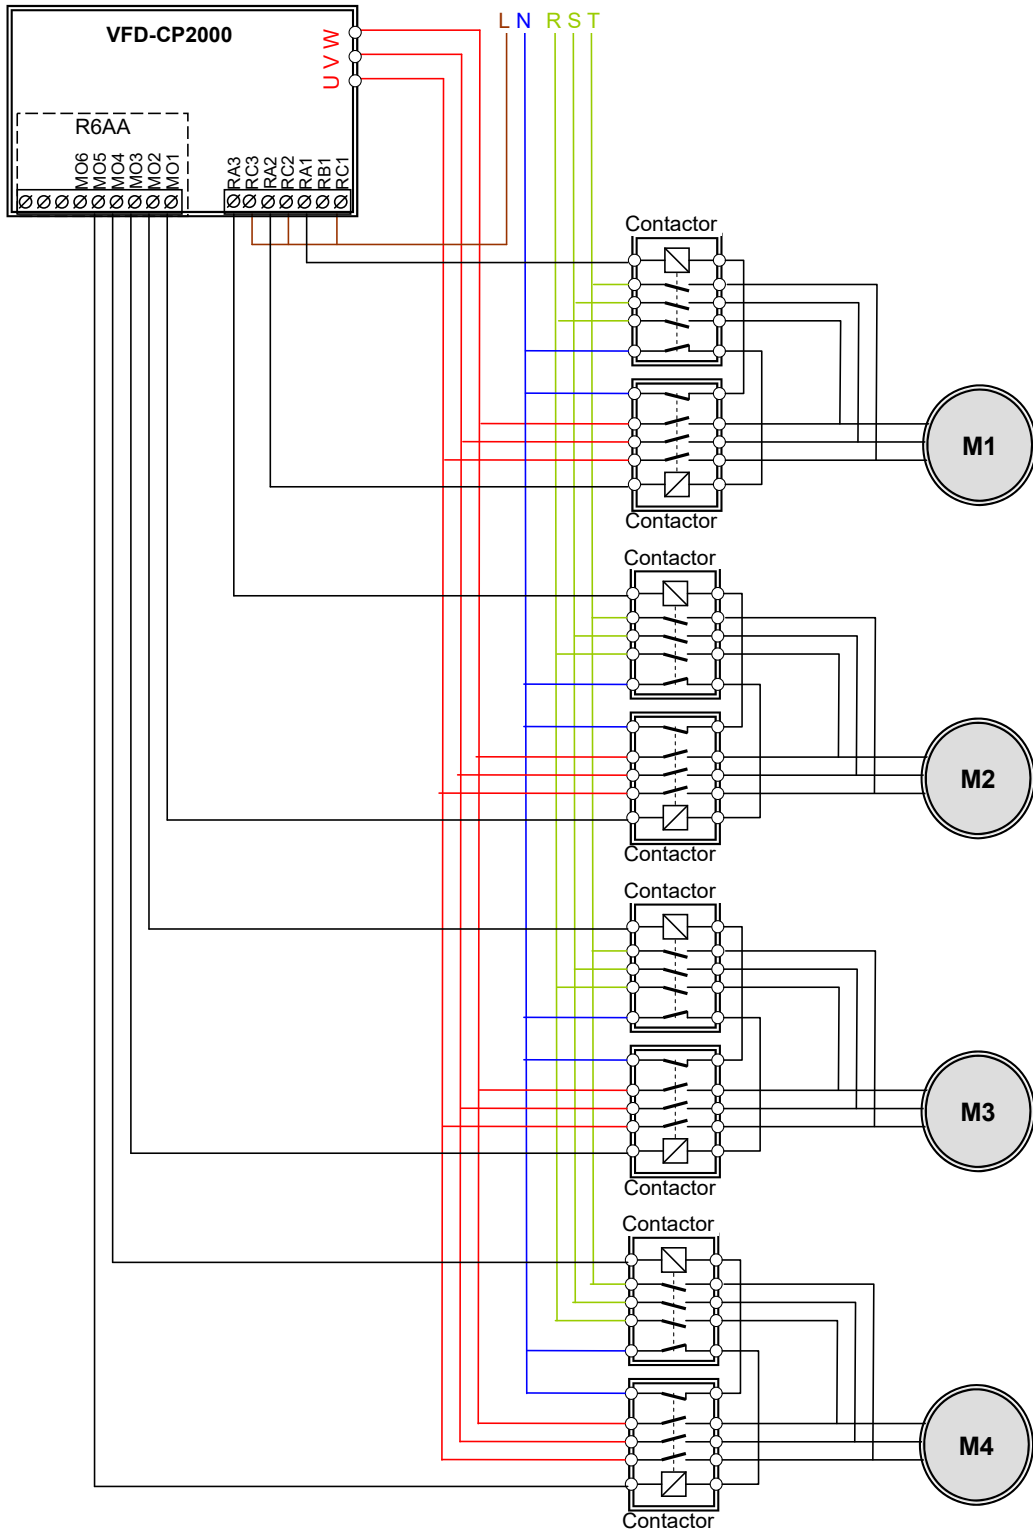 VFD-CP2000
U V W
L N R S T
R6AA
MO6
MO5
MO4
MO3
MO2
MO1
RA3
RC3
RA2
RC2
RA1
RB1
RC1
Contactor
M1
Contactor
Contactor
M2
Contactor
Contactor
M3
Contactor
Contactor
M4
Contactor